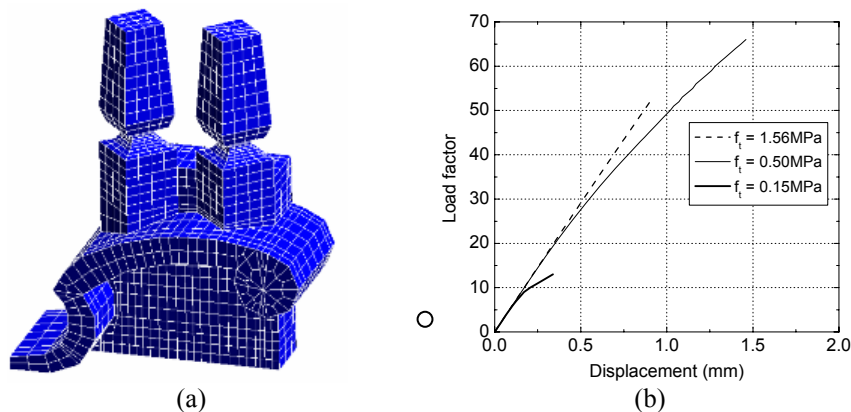 70
60
50
40
30
20
10
0
Load factor
f_t = 1.56MPa
f_t = 0.50MPa
f_t = 0.15MPa
0.0 0.5 1.0 1.5 2.0
Displacement (mm)
(a) (b)